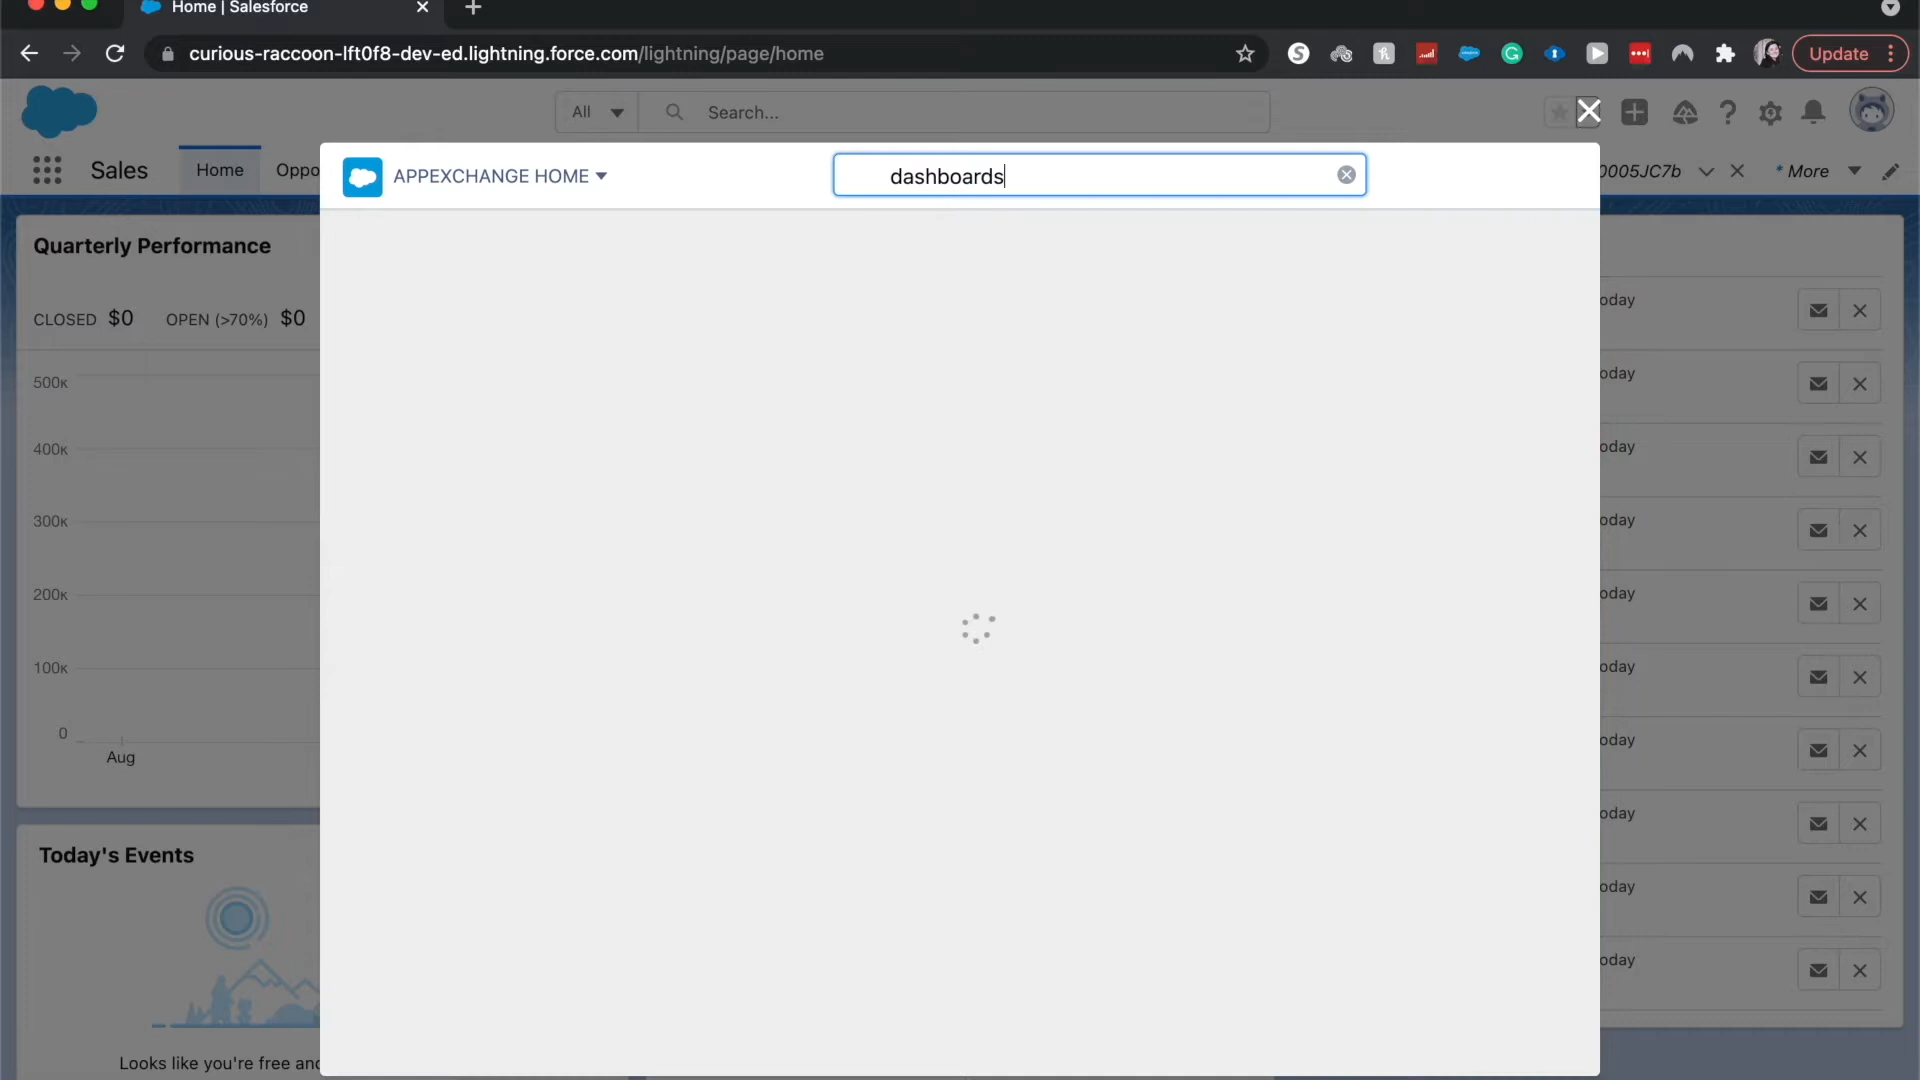 Home | Salesforce
curious-raccoon-lft0f8-dev-ed.lightning.force.com/lightning/page/home
Update
All
Search...
Sales
Home
Oppo
0005JC7b
* More
APPEXCHANGE HOME
dashboards
Quarterly Performance
CLOSED $0 OPEN (>70%) $0
500K
400K
300K
200K
100K
0
Aug
oday
oday
oday
oday
oday
oday
oday
oday
oday
oday
Today's Events
Looks like you're free and